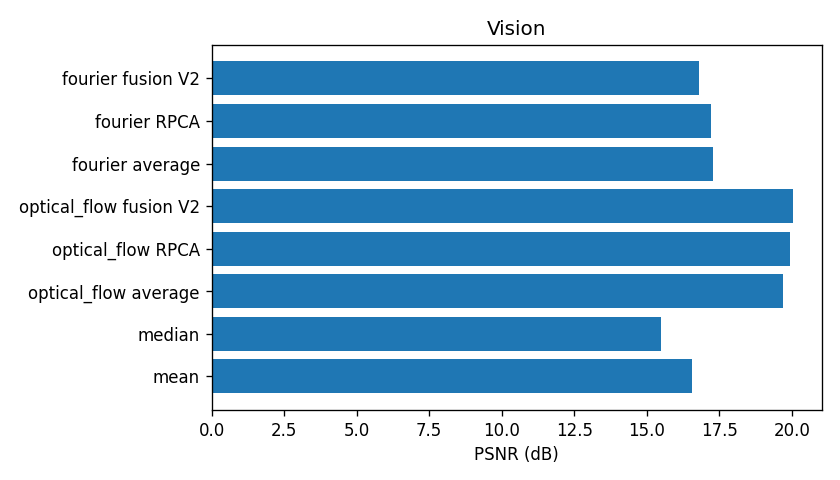 Vision
fourier fusion V2
fourier RPCA
fourier average
optical_flow fusion V2
optical_flow RPCA
optical_flow average
median
mean
0.0 2.5 5.0 7.5 10.0 12.5 15.0 17.5 20.0
PSNR (dB)